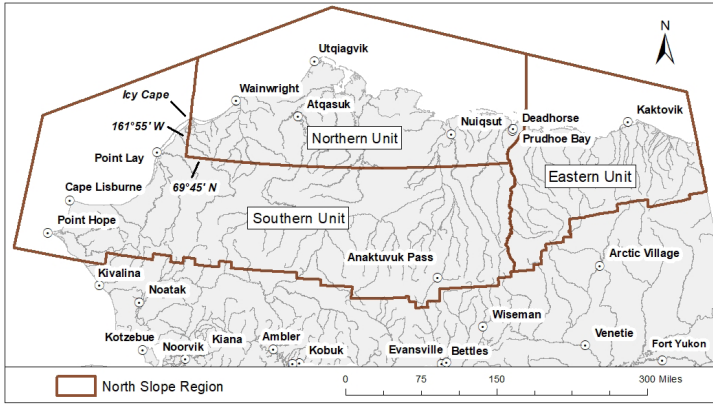 Utqiagvik
N
Wainwright
Icy Cape
Atqasuk
Kaktovik
Deadhorse
161°55' W
Nuiqsut
Northern Unit
Prudhoe Bay
Point Lay
Eastern Unit
69°45' N
Cape Lisburne
Southern Unit
Point Hope
Anaktuvuk Pass
Arctic Village
Kivalina
Noatak
Wiseman
Kotzebue
Kiana
Ambler
Venetie
Noorvik
Kobuk
Evansville
Bettles
Fort Yukon
North Slope Region
0 75 150 300 Miles